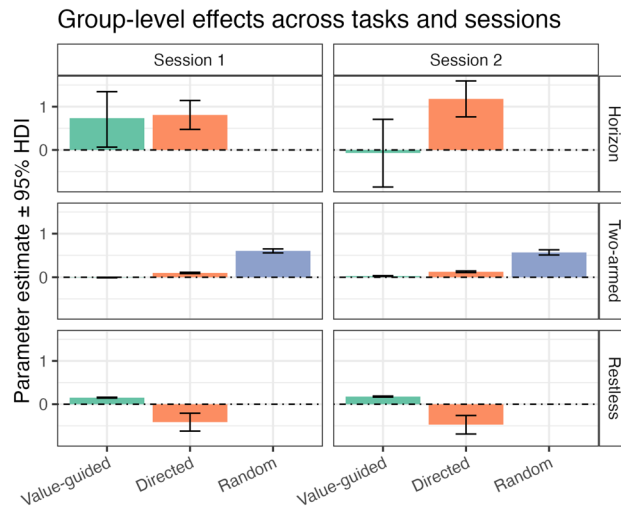 Group-level effects across tasks and sessions
Session 1
Session 2
Parameter estimate ± 95% HDI
1
0
Horizon
1
0
Two-armed
1
0
Restless
Value-guided
Directed
Random
Value-guided
Directed
Random